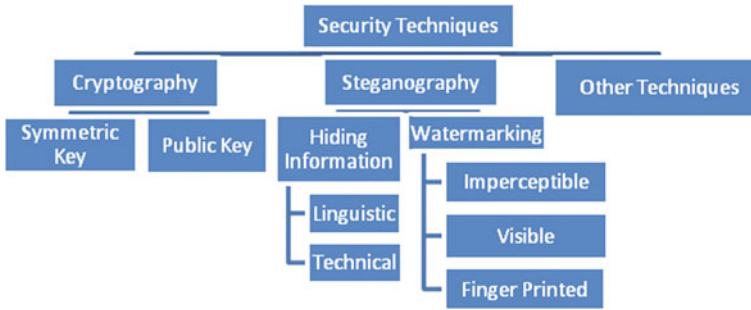 Security Techniques
Cryptography
Steganography
Other Techniques
Symmetric
Key
Public Key
Hiding
Information
Watermarking
Linguistic
Technical
Imperceptible
Visible
Finger Printed